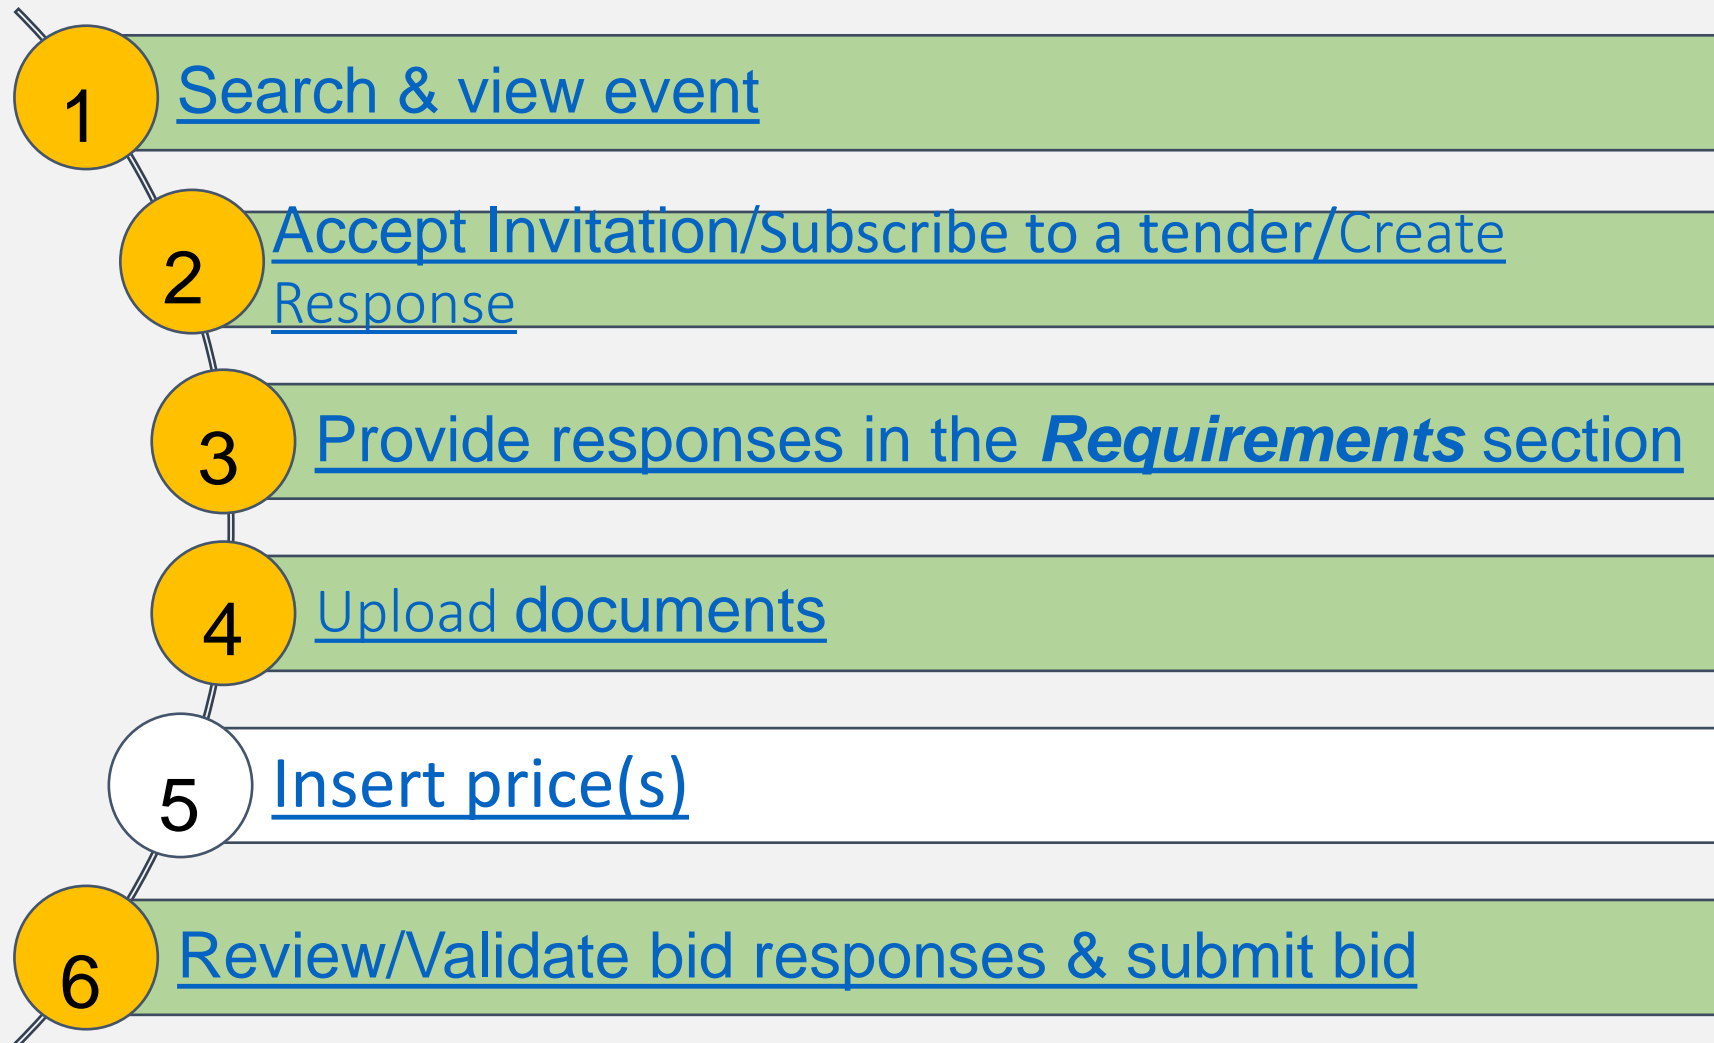 1
Search & view event
2
Accept Invitation/Subscribe to a tender/Create
Response
3
Provide responses in the Requirements section
4
Upload documents
5
Insert price(s)
6
Review/Validate bid responses & submit bid